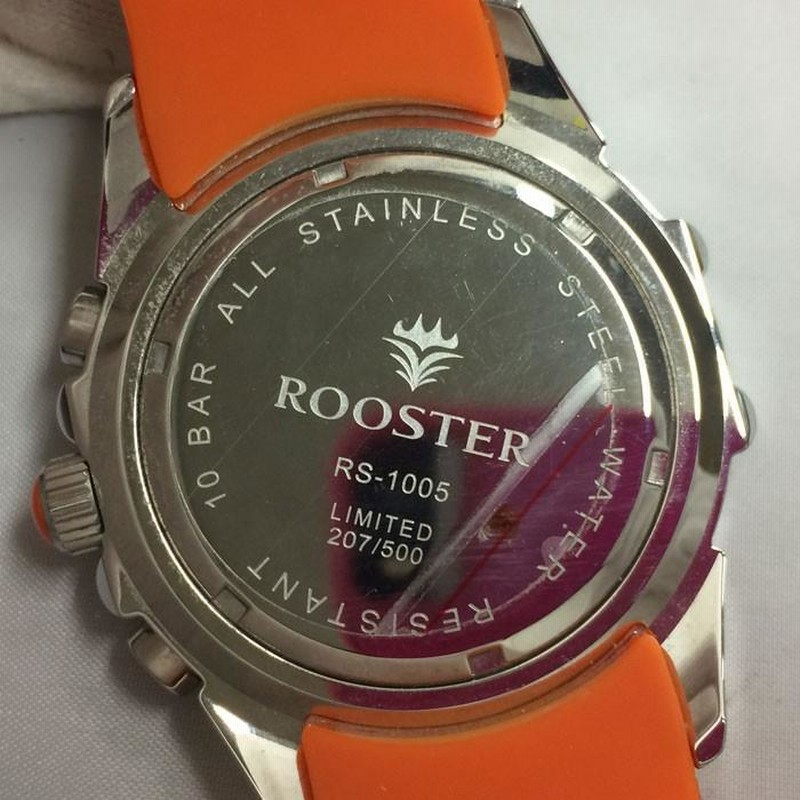 10 BAR ALL STAINLESS STEEL WATER RESISTANT
ROOSTER
RS-1005
LIMITED
207/500